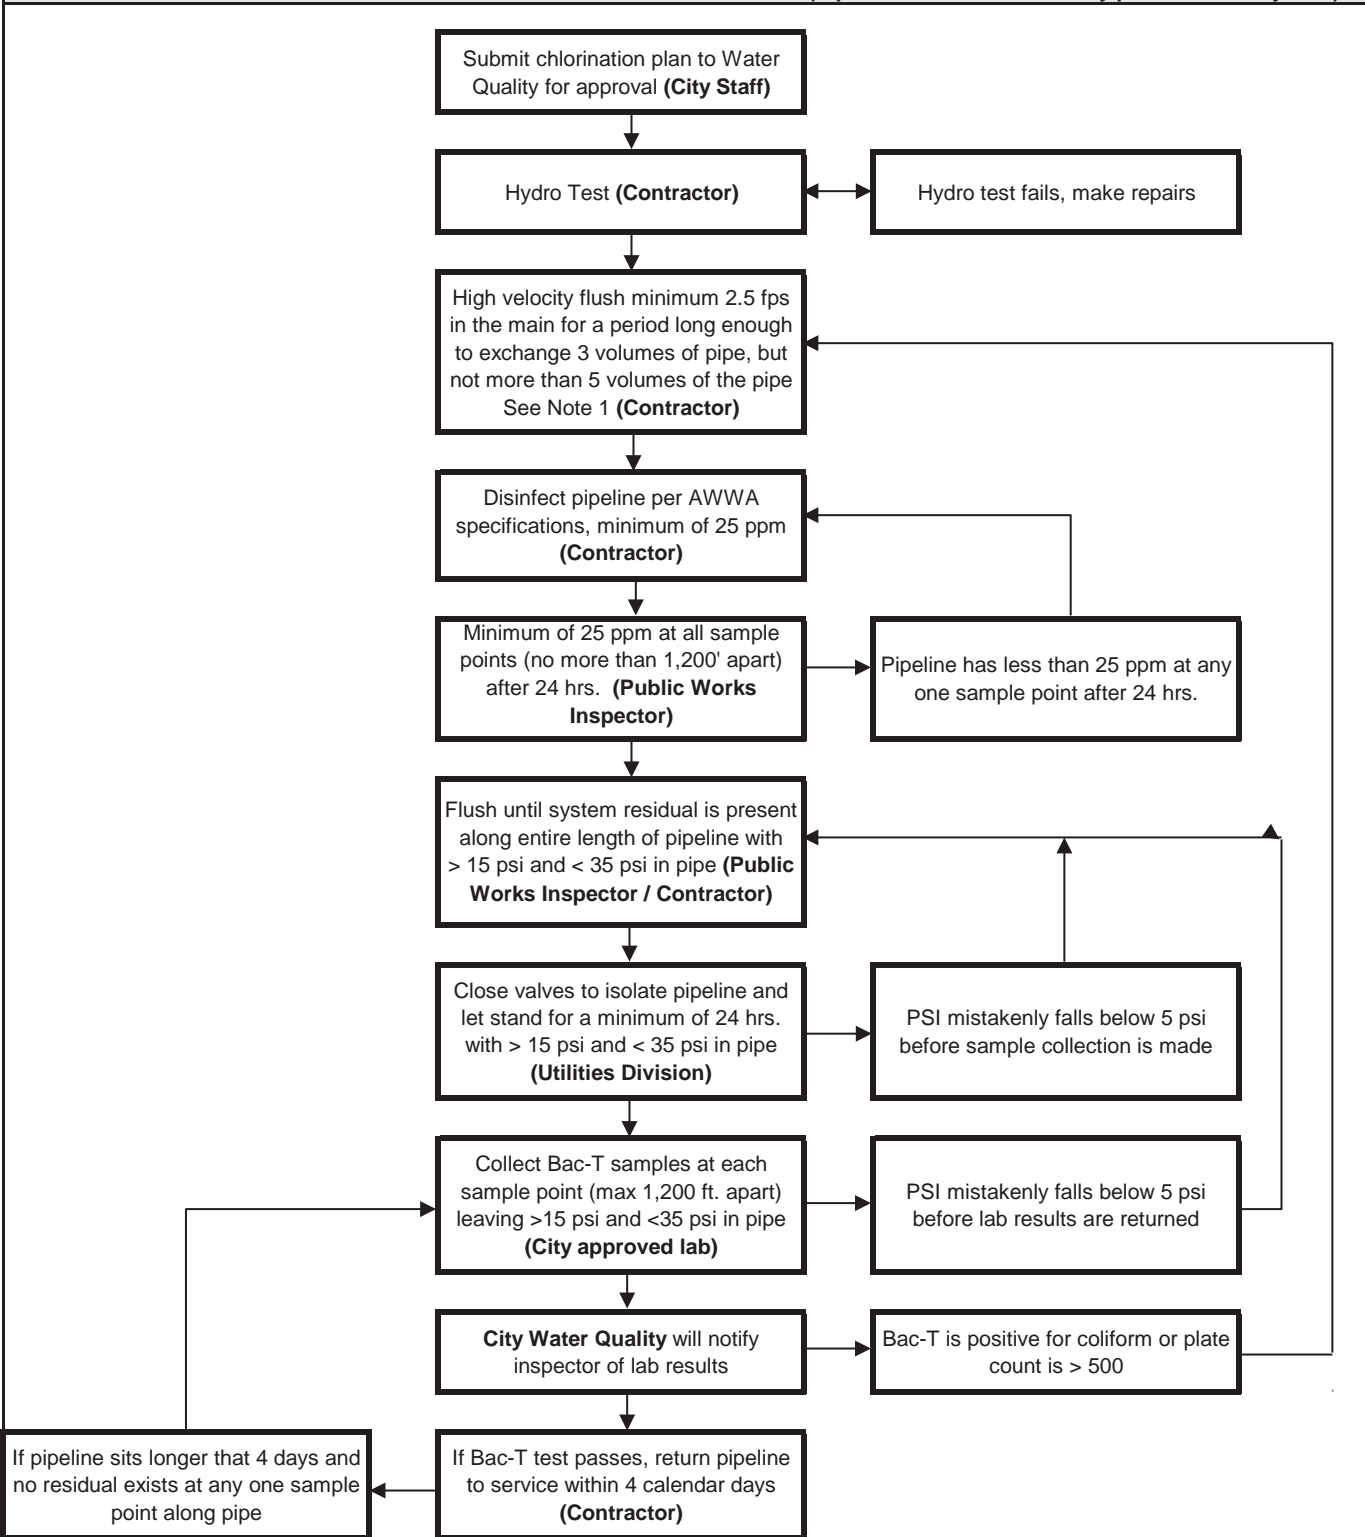 Submit chlorination plan to Water
Quality for approval (City Staff)
Hydro Test (Contractor)
Hydro test fails, make repairs
High velocity flush minimum 2.5 fps
in the main for a period long enough
to exchange 3 volumes of pipe, but
not more than 5 volumes of the pipe
See Note 1 (Contractor)
Disinfect pipeline per AWWA
specifications, minimum of 25 ppm
(Contractor)
Minimum of 25 ppm at all sample
points (no more than 1,200' apart)
after 24 hrs. (Public Works
Inspector)
Pipeline has less than 25 ppm at any
one sample point after 24 hrs.
Flush until system residual is present
along entire length of pipeline with
> 15 psi and < 35 psi in pipe (Public
Works Inspector / Contractor)
Close valves to isolate pipeline and
let stand for a minimum of 24 hrs.
with > 15 psi and < 35 psi in pipe
(Utilities Division)
PSI mistakenly falls below 5 psi
before sample collection is made
Collect Bac-T samples at each
sample point (max 1,200 ft. apart)
leaving >15 psi and <35 psi in pipe
(City approved lab)
PSI mistakenly falls below 5 psi
before lab results are returned
City Water Quality will notify
inspector of lab results
Bac-T is positive for coliform or plate
count is > 500
If pipeline sits longer that 4 days and
no residual exists at any one sample
point along pipe
If Bac-T test passes, return pipeline
to service within 4 calendar days
(Contractor)